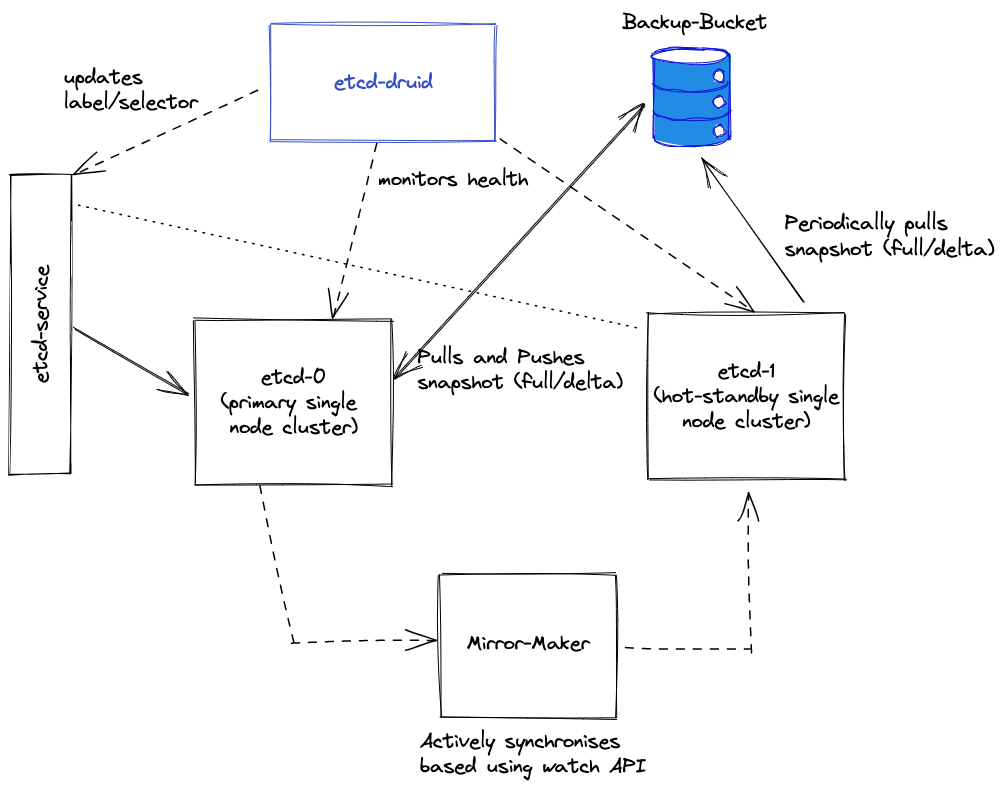 Backup-Bucket
etcd-druid
updates
label/selector
monitors health
Periodically pulls
snapshot (full/delta)
etcd-service
Pulls and Pushes
snapshot (full/delta)
etcd-0
(primary single
node cluster)
etcd-1
(hot-standby single
node cluster)
Mirror-Maker
Actively synchronises
based using watch API